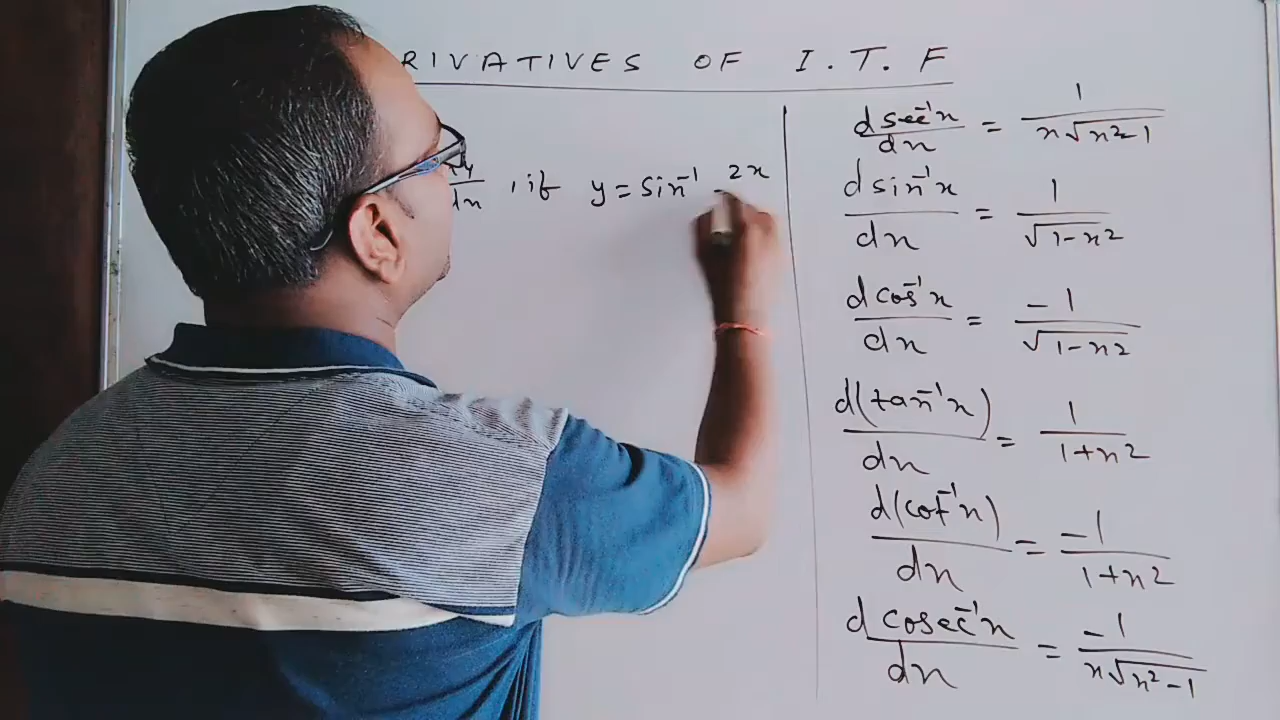 RIVATIVES OF I.T.F
dn , if y = sin⁻¹ 2x
d sec⁻¹x / dx = 1 / x√x²-1
d sin⁻¹x / dx = 1 / √1-x²
d cos⁻¹x / dx = -1 / √1-x²
d(tan⁻¹x) / dx = 1 / 1+x²
d(cot⁻¹x) / dx = -1 / 1+x²
d cosec⁻¹x / dx = -1 / x√x²-1